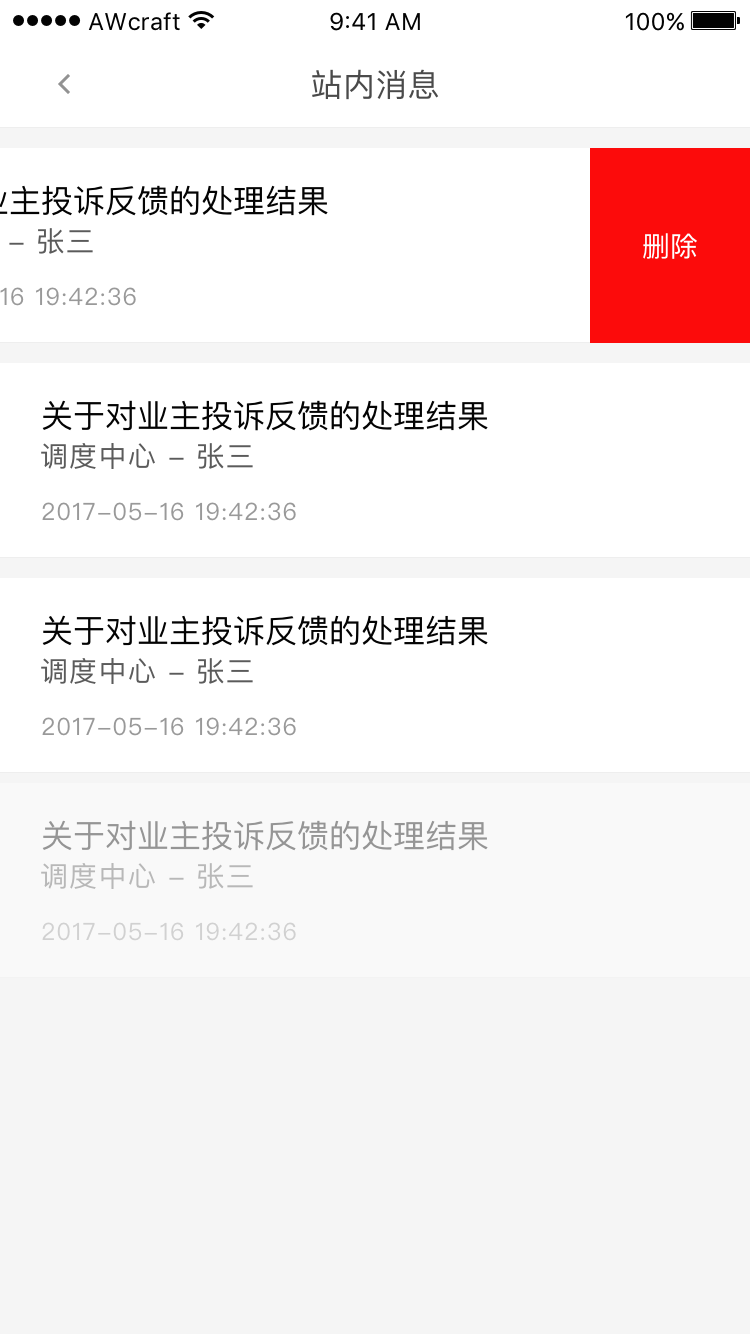 AWcraft 9:41 AM 100%
站内消息
主投诉反馈的处理结果
– 张三
16 19:42:36
删除
关于对业主投诉反馈的处理结果
调度中心 – 张三
2017–05–16 19:42:36
关于对业主投诉反馈的处理结果
调度中心 – 张三
2017–05–16 19:42:36
关于对业主投诉反馈的处理结果
调度中心 – 张三
2017–05–16 19:42:36